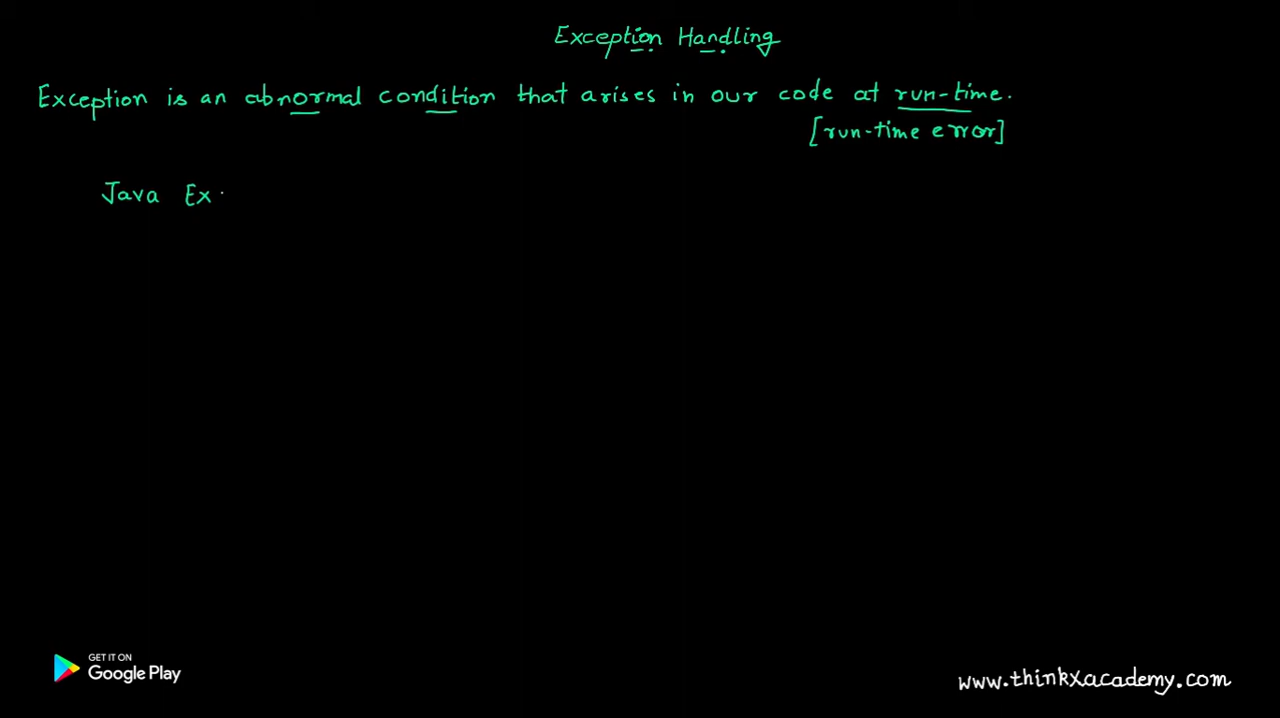 Exception Handling
Exception is an abnormal condition that arises in our code at run-time.
[run-time error]
Java Ex
GET IT ON
Google Play
www.thinkxacademy.com